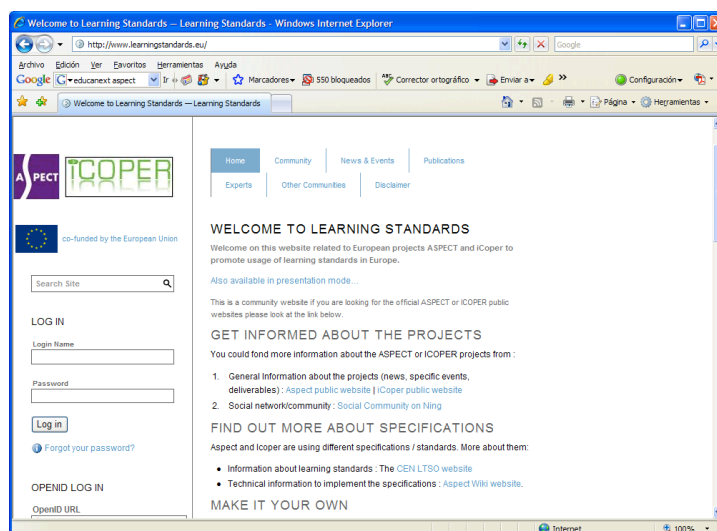 Welcome to Learning Standards — Learning Standards - Windows Internet Explorer
http://www.learningstandards.eu/
Google
Archivo Edición Ver Favoritos Herramientas Ayuda
Google educanext aspect Ir Marcadores 550 bloqueados Corrector ortográfico Enviar a Configuración
Welcome to Learning Standards — Learning Standards
Página Herramientas
ASPECT
iCOPER
co-funded by the European Union
Search Site
LOG IN
Login Name
Password
Log in
Forgot your password?
OPENID LOG IN
OpenID URL
Home Community News & Events Publications
Experts Other Communities Disclaimer
WELCOME TO LEARNING STANDARDS
Welcome on this website related to European projects ASPECT and iCoper to
promote usage of learning standards in Europe.
Also available in presentation mode...
This is a community website if you are looking for the official ASPECT or ICOPER public
websites please look at the link below.
GET INFORMED ABOUT THE PROJECTS
You could fond more information about the ASPECT or ICOPER projects from :
1. General Information about the projects (news, specific events,
deliverables) : Aspect public website | iCoper public website
2. Social network/community : Social Community on Ning
FIND OUT MORE ABOUT SPECIFICATIONS
Aspect and Icoper are using different specifications / standards. More about them:
• Information about learning standards : The CEN LTSO website
• Technical information to implement the specifications : Aspect Wiki website.
MAKE IT YOUR OWN
Internet 100%